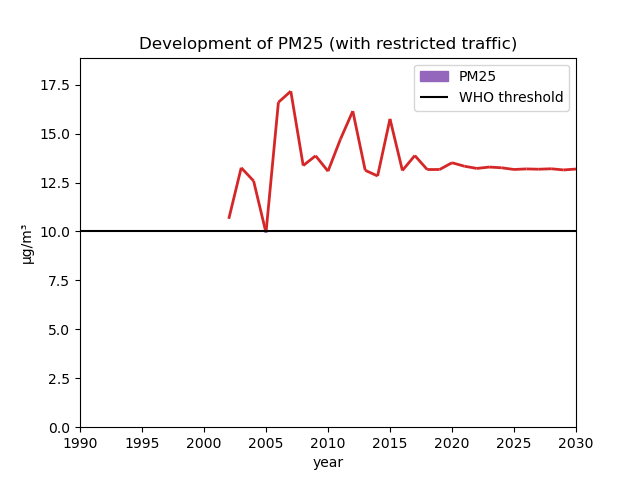 Development of PM25 (with restricted traffic)
PM25
WHO threshold
17.5
15.0
12.5
10.0
7.5
5.0
2.5
0.0
µg/m³
1990 1995 2000 2005 2010 2015 2020 2025 2030
year